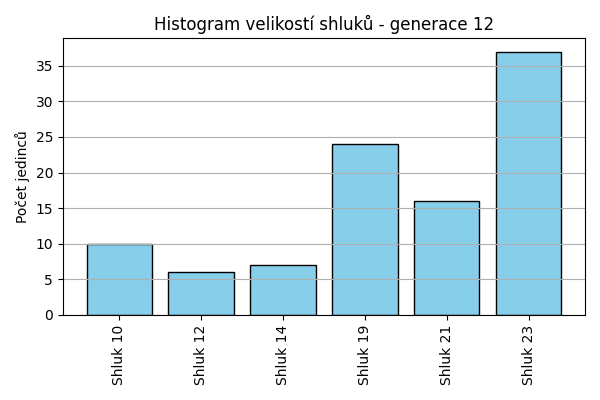 Histogram velikostí shluků - generace 12
Počet jedinců
35
30
25
20
15
10
5
0
Shluk 10
Shluk 12
Shluk 14
Shluk 19
Shluk 21
Shluk 23